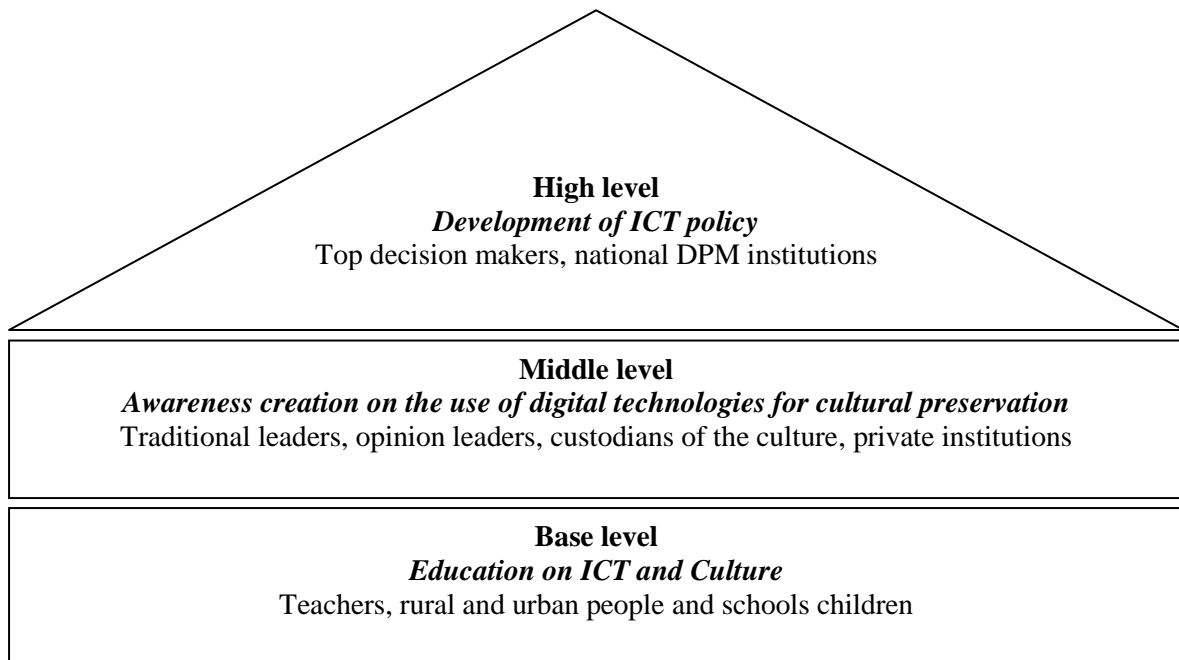 High level
Development of ICT policy
Top decision makers, national DPM institutions
Middle level
Awareness creation on the use of digital technologies for cultural preservation
Traditional leaders, opinion leaders, custodians of the culture, private institutions
Base level
Education on ICT and Culture
Teachers, rural and urban people and schools children